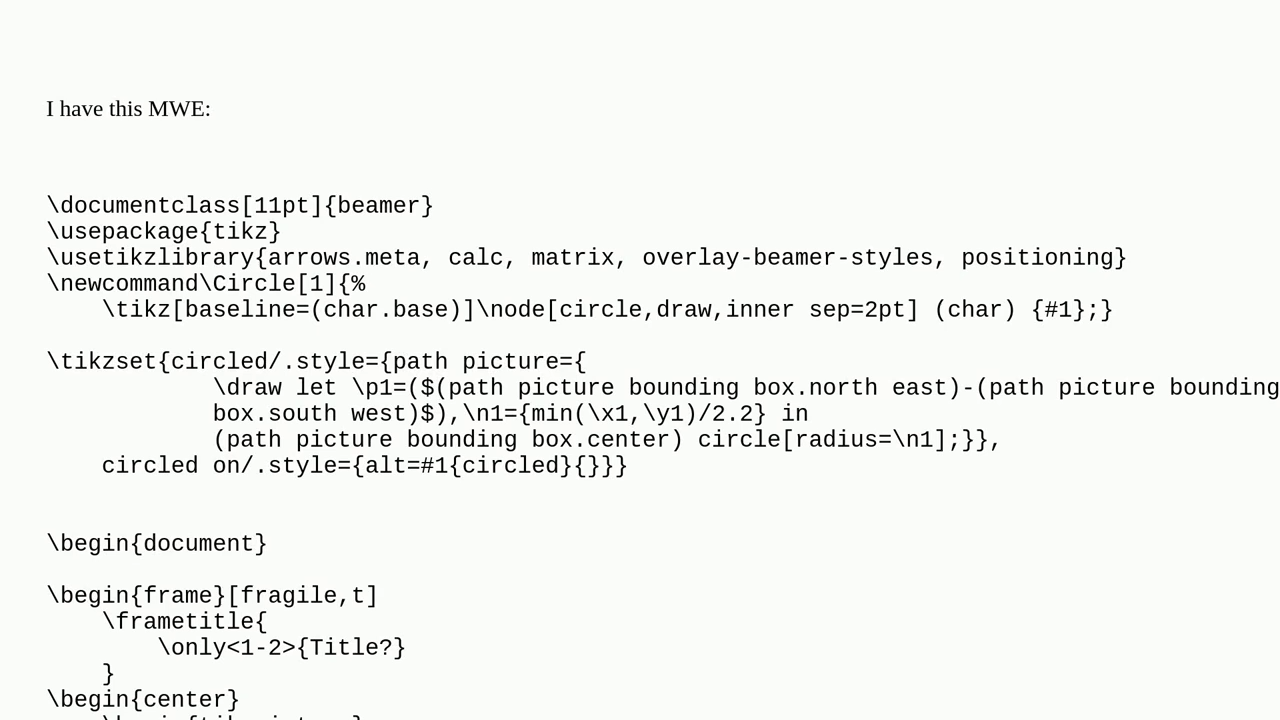 I have this MWE:
\documentclass[11pt]{beamer}
\usepackage{tikz}
\usetikzlibrary{arrows.meta, calc, matrix, overlay-beamer-styles, positioning}
\newcommand\Circle[1]{%
    \tikz[baseline=(char.base)]\node[circle,draw,inner sep=2pt] (char) {#1};}
\tikzset{circled/.style={path picture={
            \draw let \p1=($(path picture bounding box.north east)-(path picture bounding
            box.south west)$),\n1={min(\x1,\y1)/2.2} in
            (path picture bounding box.center) circle[radius=\n1];}},
    circled on/.style={alt=#1{circled}{}}}
\begin{document}
\begin{frame}[fragile,t]
    \frametitle{
        \only<1-2>{Title?}
    }
\begin{center}